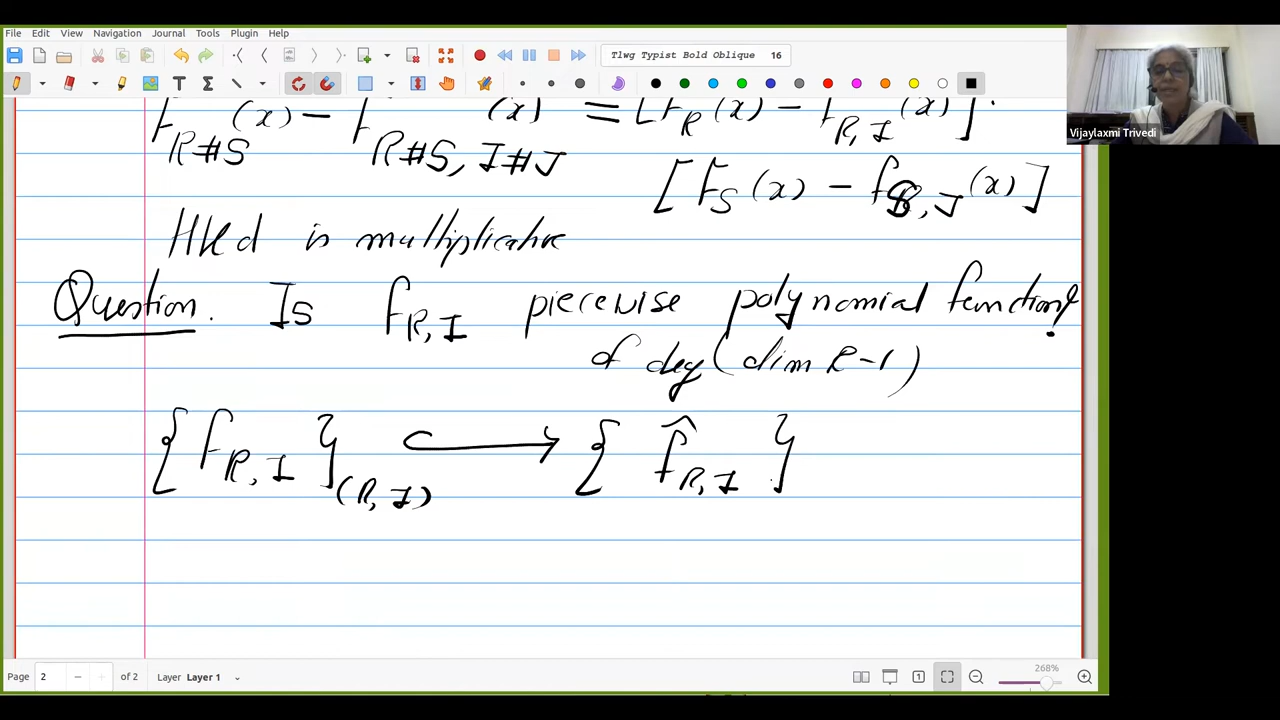 File Edit View Navigation Journal Tools Plugin Help
Tlwg Typist Bold Oblique 16
Vijaylaxmi Trivedi
F_{R#S}(x) - f_{R#S, I#J}(x) = [F_R(x) - f_{R,I}(x)].
[F_S(x) - f_{S,J}(x)]
HKd is multiplicative
Question. Is f_{R,I} piecewise polynomial function?
of deg (dim R-1)
{f_{R,I}}_{(R,I)} ↪ {f̂_{R,I}}
Page 2 of 2 Layer Layer 1 268%